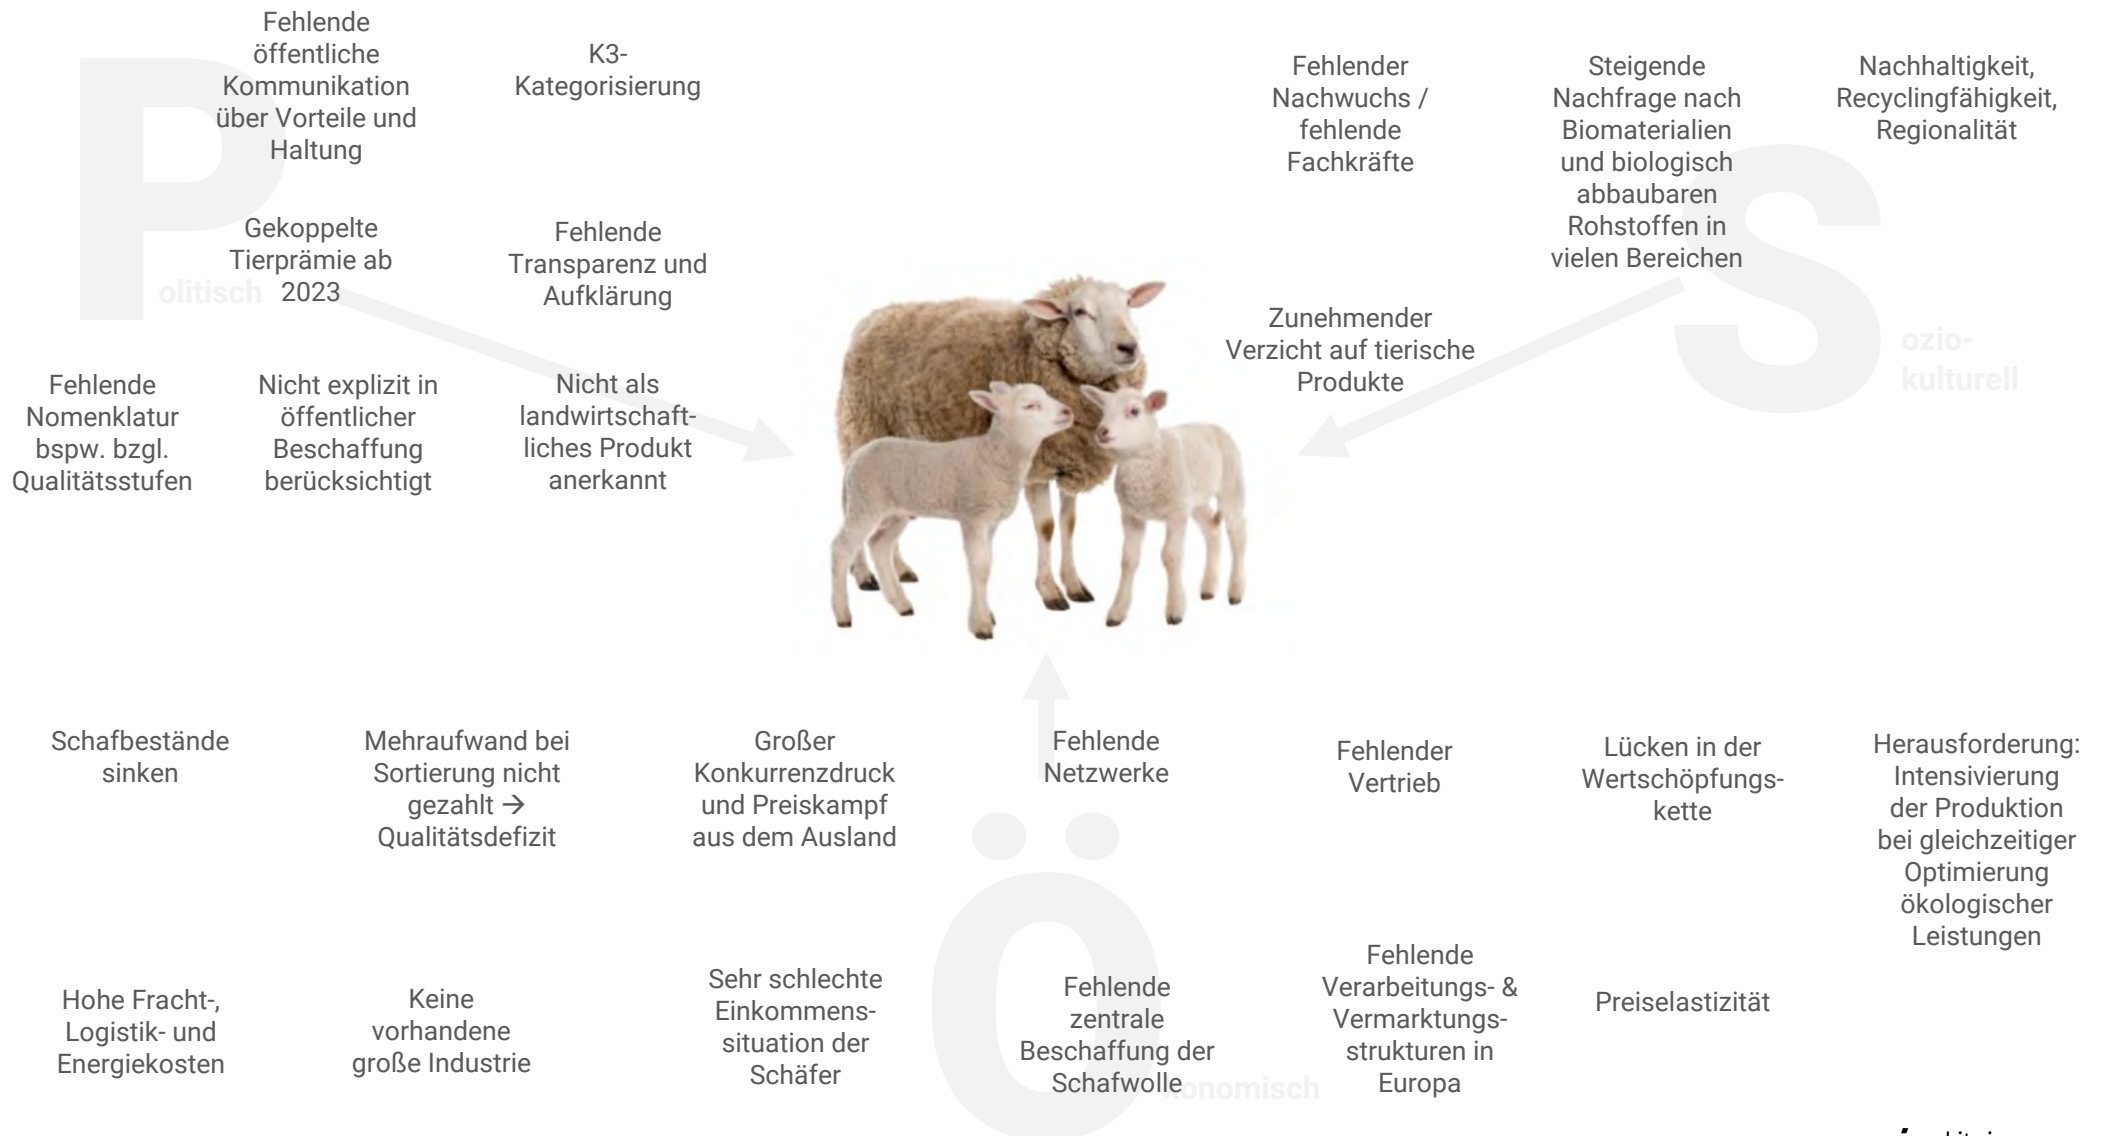 Fehlende
öffentliche
Kommunikation
über Vorteile und
Haltung
K3-
Kategorisierung
Gekoppelte
Tierprämie ab
2023
Fehlende
Transparenz und
Aufklärung
Politisch
Fehlende
Nomenklatur
bspw. bzgl.
Qualitätsstufen
Nicht explizit in
öffentlicher
Beschaffung
berücksichtigt
Nicht als
landwirtschaft-
liches Produkt
anerkannt
Fehlender
Nachwuchs /
fehlende
Fachkräfte
Steigende
Nachfrage nach
Biomaterialien
und biologisch
abbaubaren
Rohstoffen in
vielen Bereichen
Nachhaltigkeit,
Recyclingfähigkeit,
Regionalität
Zunehmender
Verzicht auf tierische
Produkte
Sozio-
kulturell
Schafbestände
sinken
Mehraufwand bei
Sortierung nicht
gezahlt →
Qualitätsdefizit
Großer
Konkurrenzdruck
und Preiskampf
aus dem Ausland
Fehlende
Netzwerke
Fehlender
Vertrieb
Lücken in der
Wertschöpfungs-
kette
Herausforderung:
Intensivierung
der Produktion
bei gleichzeitiger
Optimierung
ökologischer
Leistungen
Hohe Fracht-,
Logistik- und
Energiekosten
Keine
vorhandene
große Industrie
Sehr schlechte
Einkommens-
situation der
Schäfer
Fehlende
zentrale
Beschaffung der
Schafwolle
Fehlende
Verarbeitungs- &
Vermarktungs-
strukturen in
Europa
Preiselastizität
Ökonomisch